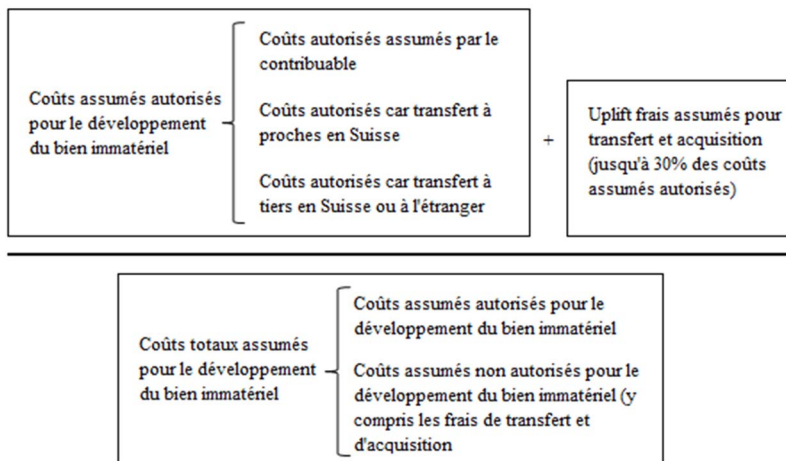 Coûts assumés autorisés
pour le développement
du bien immatériel
Coûts autorisés assumés par le
contribuable
Coûts autorisés car transfert à
proches en Suisse
Coûts autorisés car transfert à
tiers en Suisse ou à l'étranger
+
Uplift frais assumés pour
transfert et acquisition
(jusqu'à 30% des coûts
assumés autorisés)
Coûts totaux assumés
pour le développement
du bien immatériel
Coûts assumés autorisés pour le
développement du bien immatériel
Coûts assumés non autorisés pour le
développement du bien immatériel (y
compris les frais de transfert et
d'acquisition